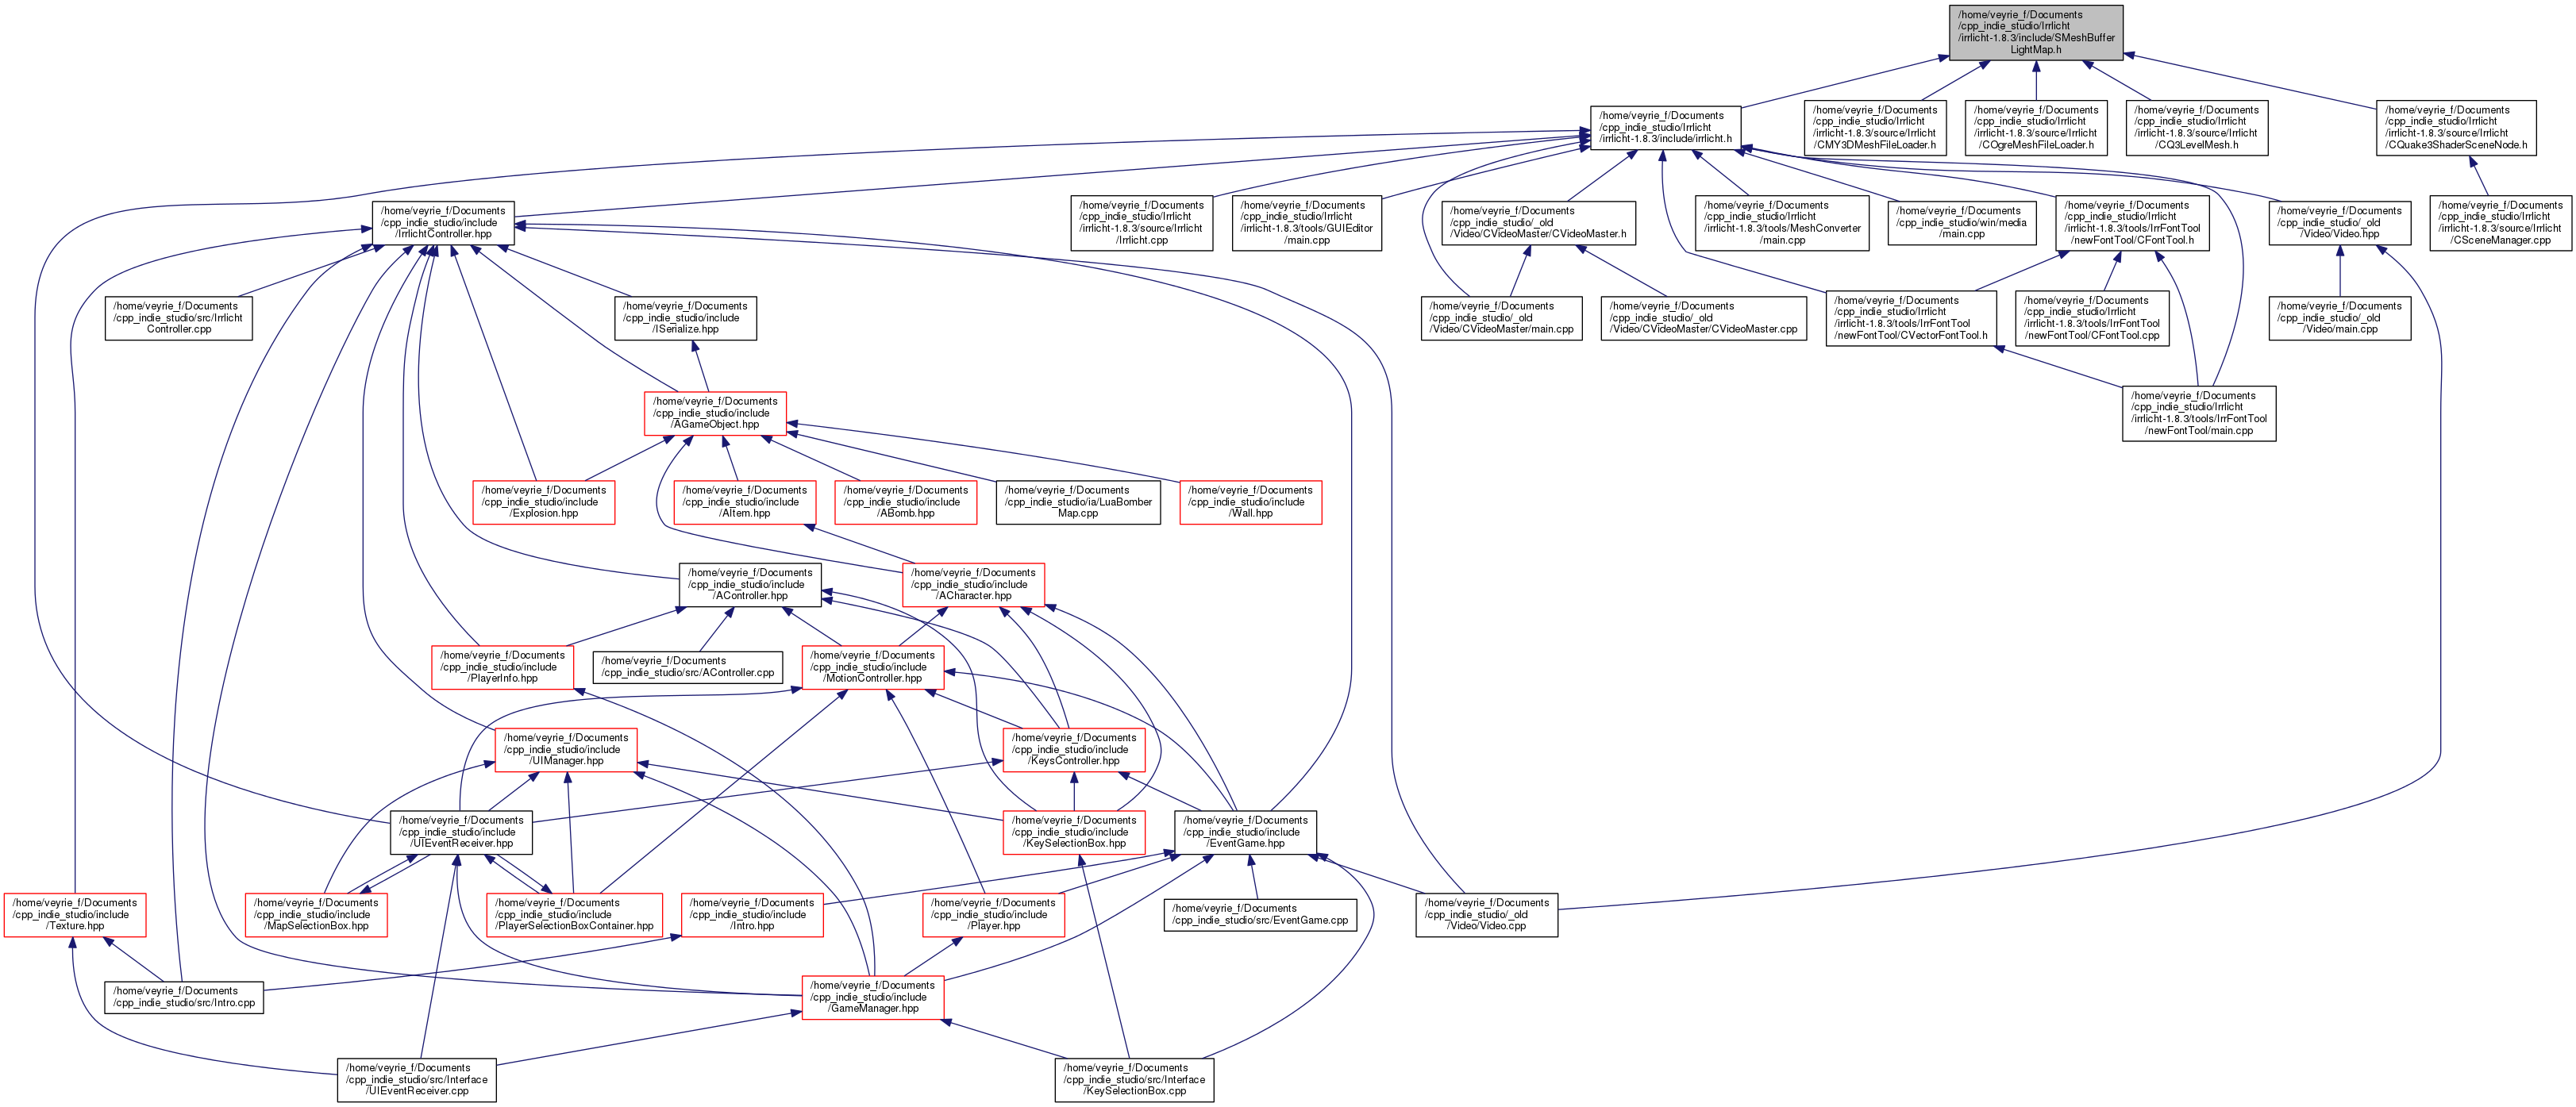 /home/veyrie_f/Documents
/cpp_indie_studio/Irrlicht
/irrlicht-1.8.3/include/SMeshBuffer
LightMap.h
/home/veyrie_f/Documents
/cpp_indie_studio/Irrlicht
/irrlicht-1.8.3/include/irrlicht.h
/home/veyrie_f/Documents
/cpp_indie_studio/Irrlicht
/irrlicht-1.8.3/source/Irrlicht
/CMY3DMeshFileLoader.h
/home/veyrie_f/Documents
/cpp_indie_studio/Irrlicht
/irrlicht-1.8.3/source/Irrlicht
/COgreMeshFileLoader.h
/home/veyrie_f/Documents
/cpp_indie_studio/Irrlicht
/irrlicht-1.8.3/source/Irrlicht
/CQ3LevelMesh.h
/home/veyrie_f/Documents
/cpp_indie_studio/Irrlicht
/irrlicht-1.8.3/source/Irrlicht
/CQuake3ShaderSceneNode.h
/home/veyrie_f/Documents
/cpp_indie_studio/include
/IrrlichtController.hpp
/home/veyrie_f/Documents
/cpp_indie_studio/Irrlicht
/irrlicht-1.8.3/source/Irrlicht
/Irrlicht.cpp
/home/veyrie_f/Documents
/cpp_indie_studio/Irrlicht
/irrlicht-1.8.3/tools/GUIEditor
/main.cpp
/home/veyrie_f/Documents
/cpp_indie_studio/_old
/Video/CVideoMaster/CVideoMaster.h
/home/veyrie_f/Documents
/cpp_indie_studio/Irrlicht
/irrlicht-1.8.3/tools/MeshConverter
/main.cpp
/home/veyrie_f/Documents
/cpp_indie_studio/win/media
/main.cpp
/home/veyrie_f/Documents
/cpp_indie_studio/Irrlicht
/irrlicht-1.8.3/tools/IrrFontTool
/newFontTool/CFontTool.h
/home/veyrie_f/Documents
/cpp_indie_studio/_old
/Video/Video.hpp
/home/veyrie_f/Documents
/cpp_indie_studio/Irrlicht
/irrlicht-1.8.3/source/Irrlicht
/CSceneManager.cpp
/home/veyrie_f/Documents
/cpp_indie_studio/src/Irrlicht
Controller.cpp
/home/veyrie_f/Documents
/cpp_indie_studio/include
/ISerialize.hpp
/home/veyrie_f/Documents
/cpp_indie_studio/_old
/Video/CVideoMaster/main.cpp
/home/veyrie_f/Documents
/cpp_indie_studio/_old
/Video/CVideoMaster/CVideoMaster.cpp
/home/veyrie_f/Documents
/cpp_indie_studio/Irrlicht
/irrlicht-1.8.3/tools/IrrFontTool
/newFontTool/CVectorFontTool.h
/home/veyrie_f/Documents
/cpp_indie_studio/Irrlicht
/irrlicht-1.8.3/tools/IrrFontTool
/newFontTool/CFontTool.cpp
/home/veyrie_f/Documents
/cpp_indie_studio/_old
/Video/main.cpp
/home/veyrie_f/Documents
/cpp_indie_studio/include
/AGameObject.hpp
/home/veyrie_f/Documents
/cpp_indie_studio/Irrlicht
/irrlicht-1.8.3/tools/IrrFontTool
/newFontTool/main.cpp
/home/veyrie_f/Documents
/cpp_indie_studio/include
/Explosion.hpp
/home/veyrie_f/Documents
/cpp_indie_studio/include
/AItem.hpp
/home/veyrie_f/Documents
/cpp_indie_studio/include
/ABomb.hpp
/home/veyrie_f/Documents
/cpp_indie_studio/ia/LuaBomber
Map.cpp
/home/veyrie_f/Documents
/cpp_indie_studio/include
/Wall.hpp
/home/veyrie_f/Documents
/cpp_indie_studio/include
/AController.hpp
/home/veyrie_f/Documents
/cpp_indie_studio/include
/ACharacter.hpp
/home/veyrie_f/Documents
/cpp_indie_studio/include
/PlayerInfo.hpp
/home/veyrie_f/Documents
/cpp_indie_studio/src/AController.cpp
/home/veyrie_f/Documents
/cpp_indie_studio/include
/MotionController.hpp
/home/veyrie_f/Documents
/cpp_indie_studio/include
/UIManager.hpp
/home/veyrie_f/Documents
/cpp_indie_studio/include
/KeysController.hpp
/home/veyrie_f/Documents
/cpp_indie_studio/include
/UIEventReceiver.hpp
/home/veyrie_f/Documents
/cpp_indie_studio/include
/KeySelectionBox.hpp
/home/veyrie_f/Documents
/cpp_indie_studio/include
/EventGame.hpp
/home/veyrie_f/Documents
/cpp_indie_studio/include
/Texture.hpp
/home/veyrie_f/Documents
/cpp_indie_studio/include
/MapSelectionBox.hpp
/home/veyrie_f/Documents
/cpp_indie_studio/include
/PlayerSelectionBoxContainer.hpp
/home/veyrie_f/Documents
/cpp_indie_studio/include
/Intro.hpp
/home/veyrie_f/Documents
/cpp_indie_studio/include
/Player.hpp
/home/veyrie_f/Documents
/cpp_indie_studio/src/EventGame.cpp
/home/veyrie_f/Documents
/cpp_indie_studio/_old
/Video/Video.cpp
/home/veyrie_f/Documents
/cpp_indie_studio/src/Intro.cpp
/home/veyrie_f/Documents
/cpp_indie_studio/include
/GameManager.hpp
/home/veyrie_f/Documents
/cpp_indie_studio/src/Interface
/UIEventReceiver.cpp
/home/veyrie_f/Documents
/cpp_indie_studio/src/Interface
/KeySelectionBox.cpp